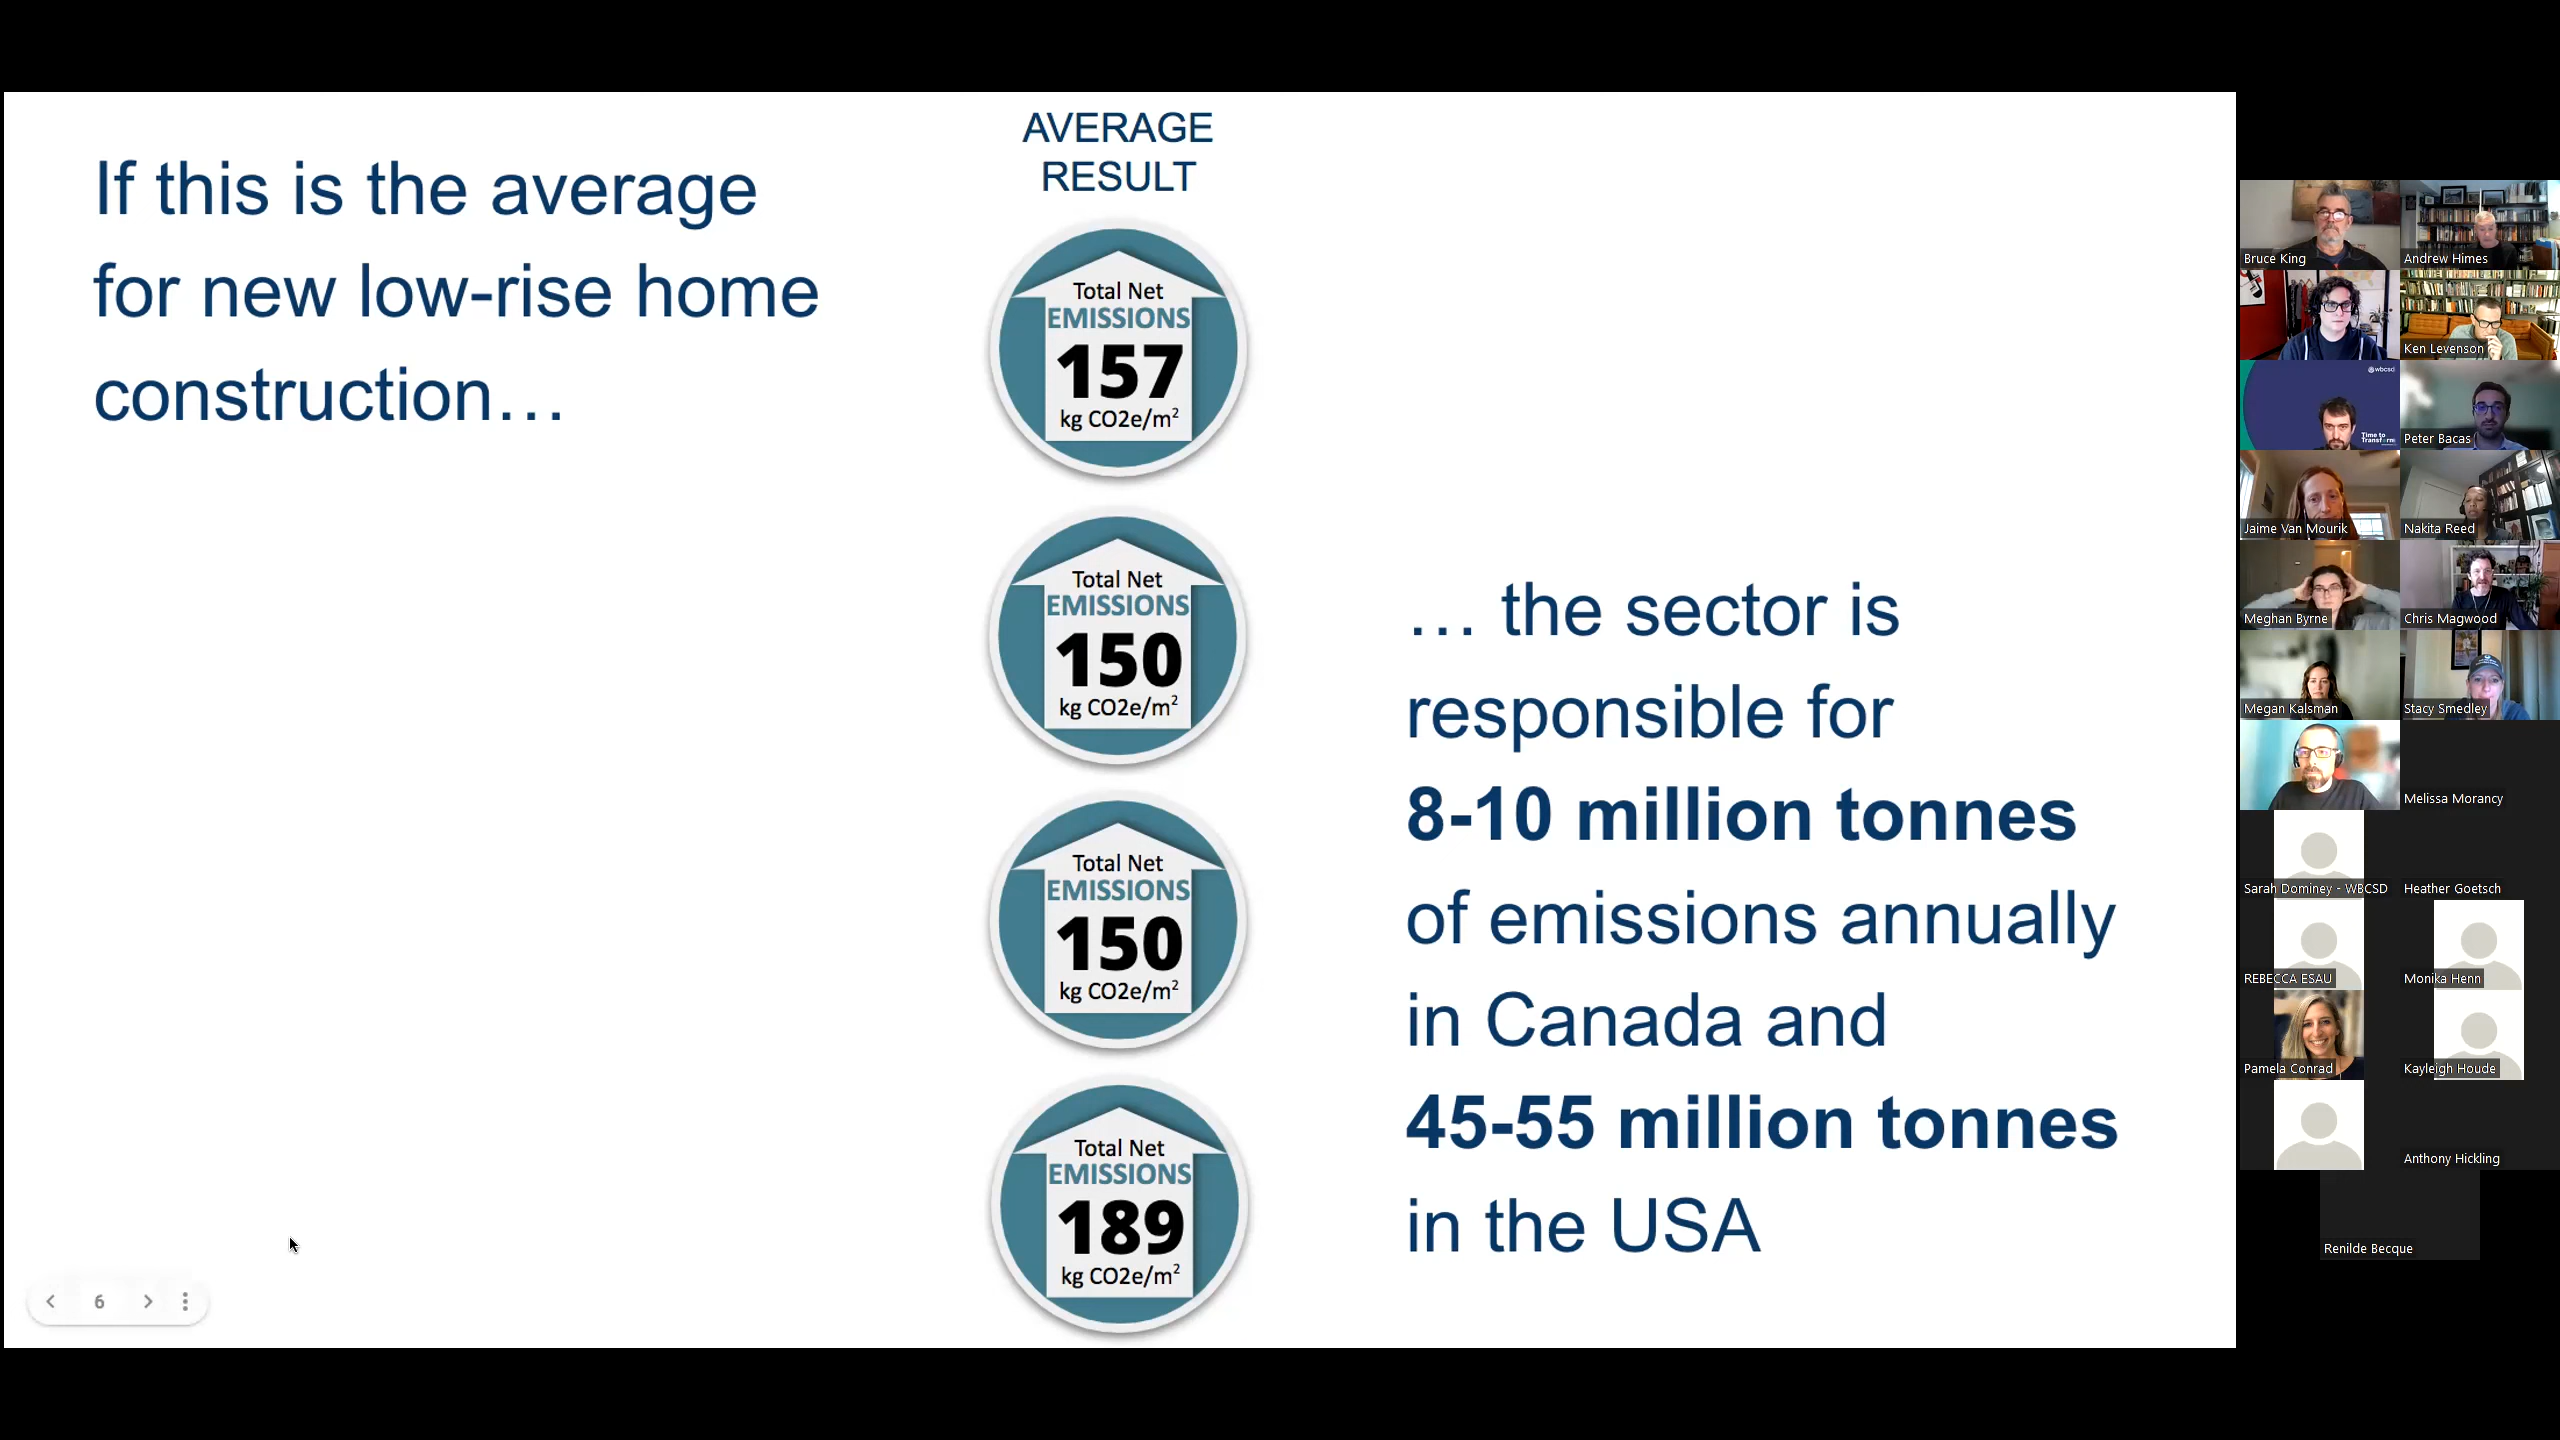 If this is the average
for new low-rise home
construction…
AVERAGE
RESULT
Total Net
EMISSIONS
157
kg CO2e/m²
Total Net
EMISSIONS
150
kg CO2e/m²
Total Net
EMISSIONS
150
kg CO2e/m²
Total Net
EMISSIONS
189
kg CO2e/m²
… the sector is
responsible for
8-10 million tonnes
of emissions annually
in Canada and
45-55 million tonnes
in the USA
6
Bruce King
Andrew Himes
Ken Levenson
wbcsd
Time to
Transform
Peter Bacas
Jaime Van Mourik
Nakita Reed
Meghan Byrne
Chris Magwood
Megan Kalsman
Stacy Smedley
Melissa Morancy
Sarah Dominey - WBCSD
Heather Goetsch
REBECCA ESAU
Monika Henn
Pamela Conrad
Kayleigh Houde
Anthony Hickling
Renilde Becque